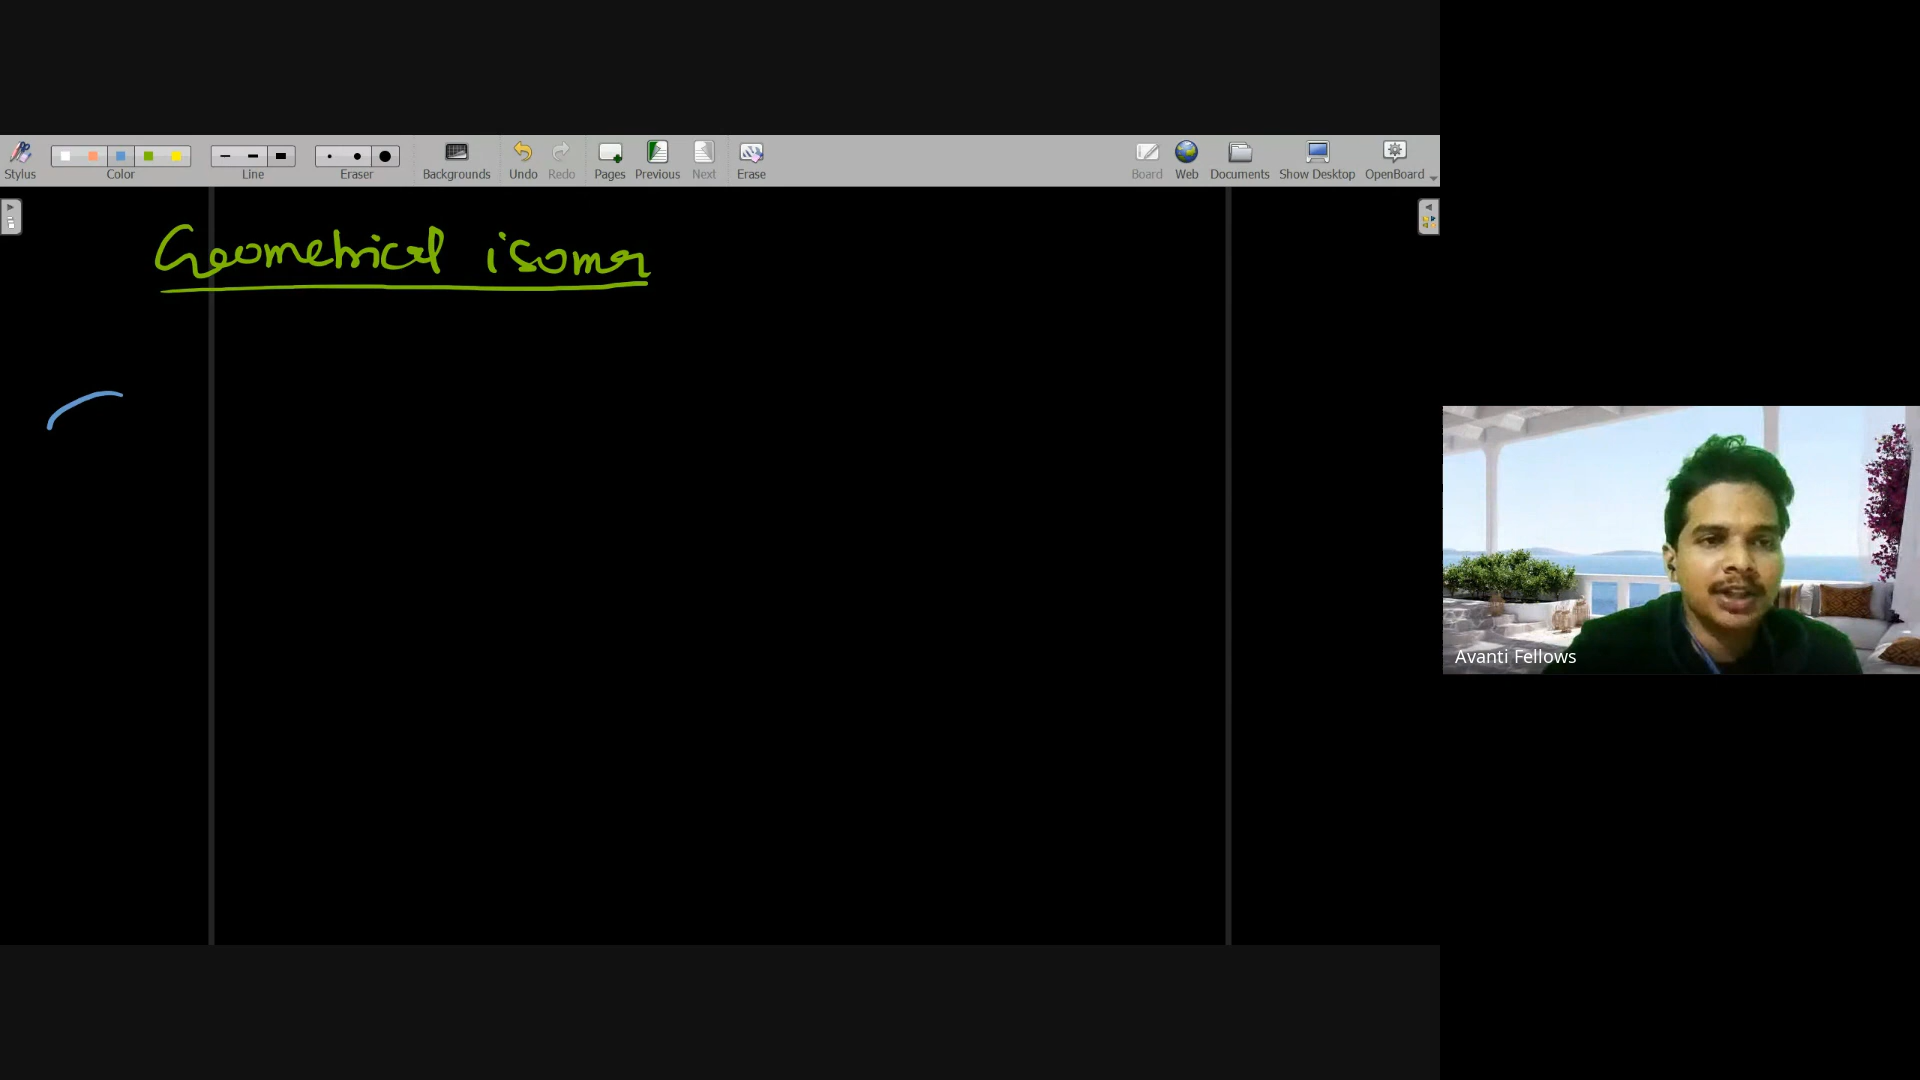 Stylus Color Line Eraser Backgrounds Undo Redo Pages Previous Next Erase Board Web Documents Show Desktop OpenBoard
Geometrical isomer
Avanti Fellows